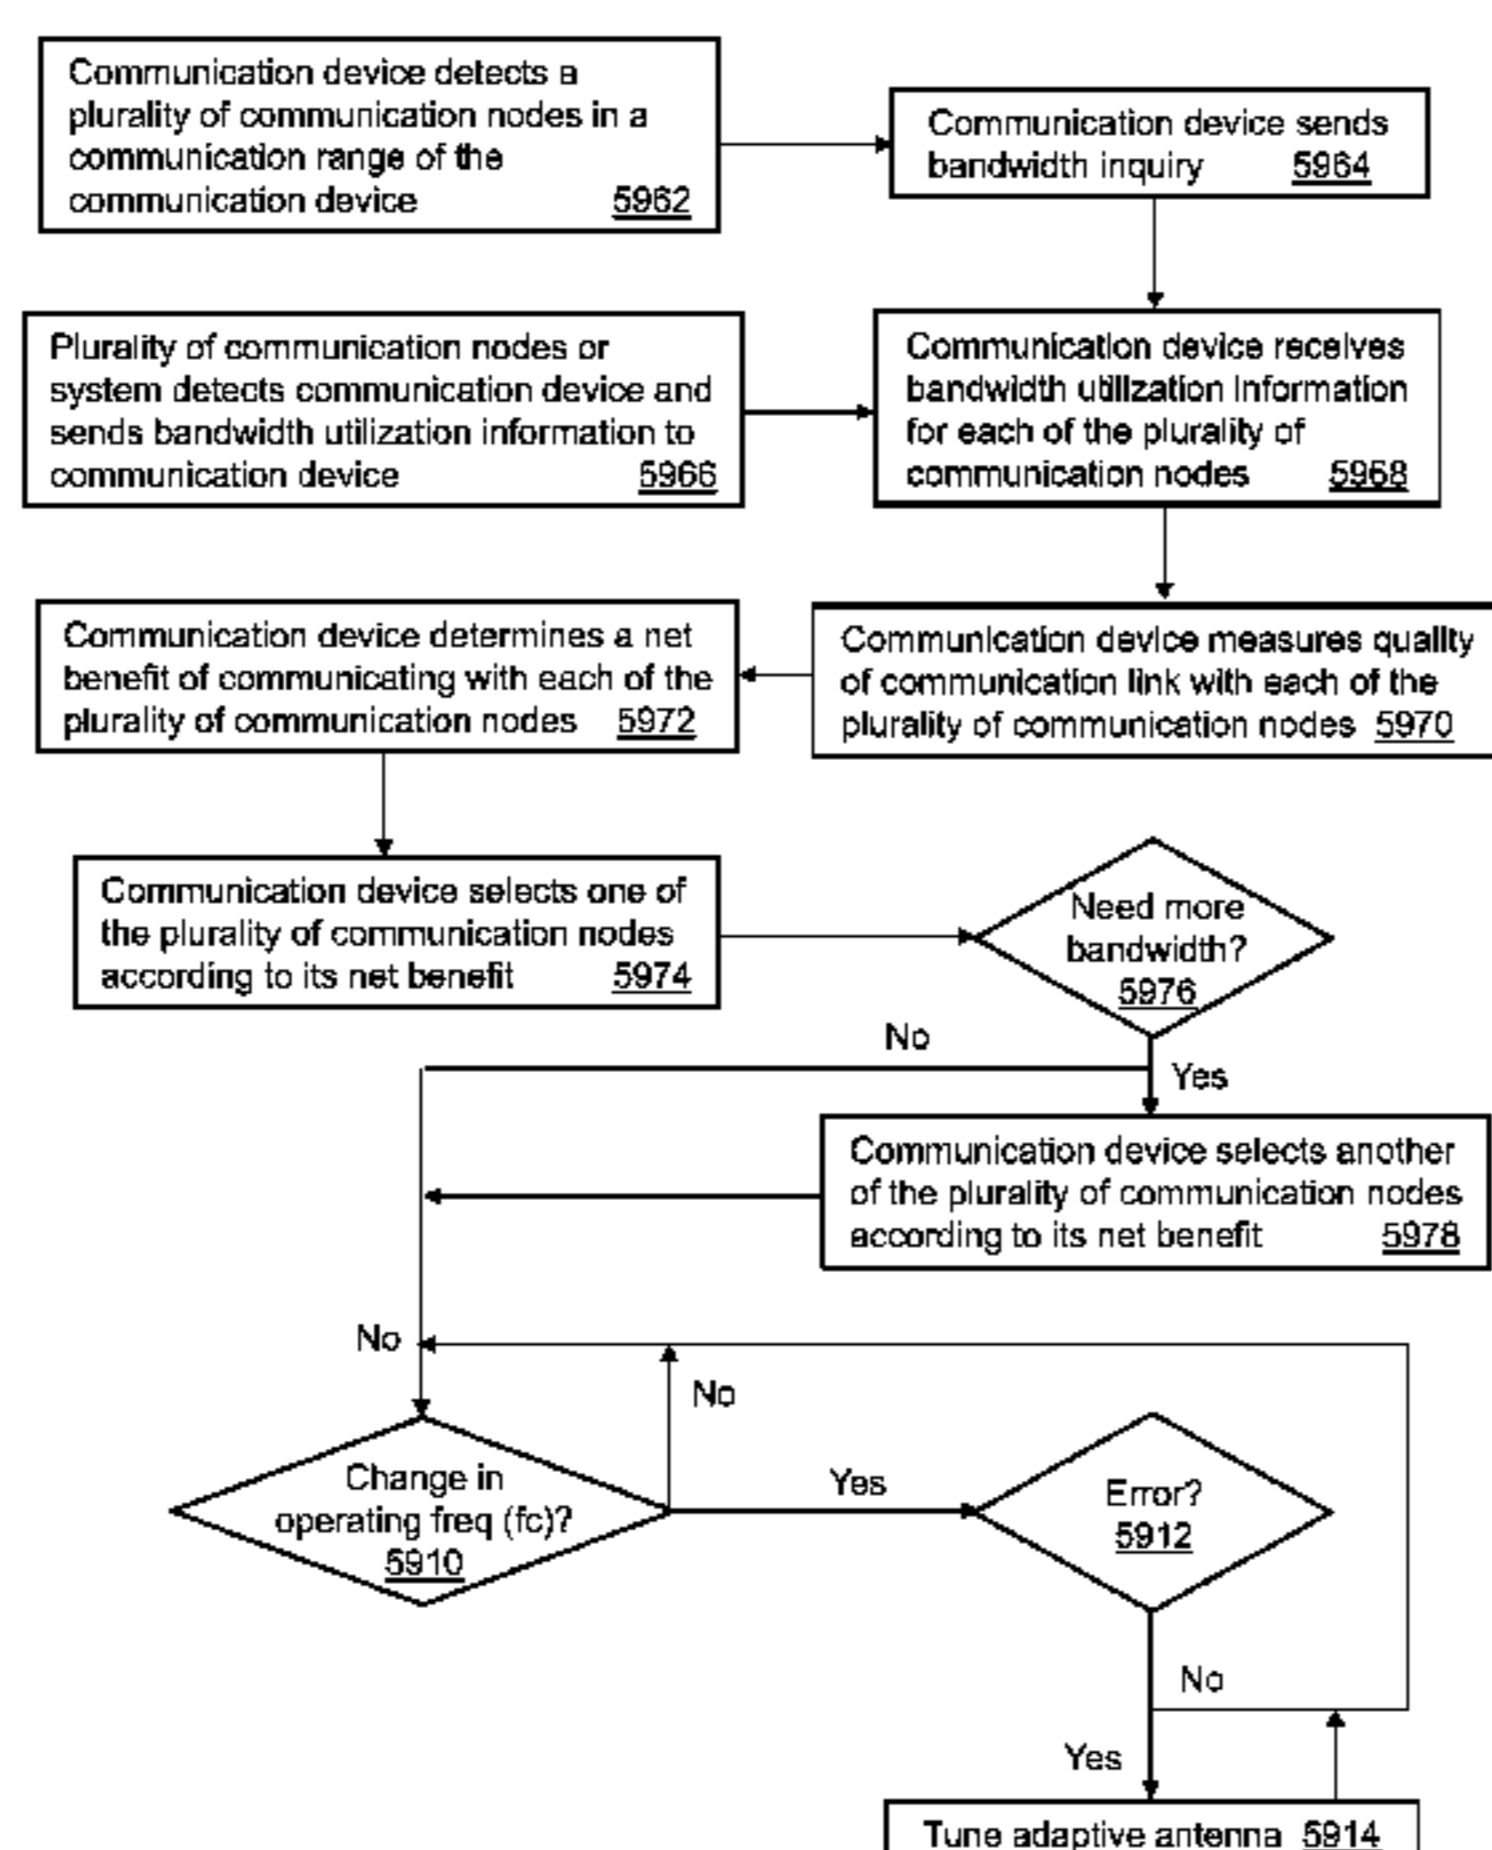 Communication device detects a
plurality of communication nodes in a
communication range of the
communication device 5962
Communication device sends
bandwidth inquiry 5964
Plurality of communication nodes or
system detects communication device and
sends bandwidth utilization information to
communication device 5966
Communication device receives
bandwidth utilization information
for each of the plurality of
communication nodes 5968
Communication device determines a net
benefit of communicating with each of the
plurality of communication nodes 5972
Communication device measures quality
of communication link with each of the
plurality of communication nodes 5970
Communication device selects one of
the plurality of communication nodes
according to its net benefit 5974
Need more
bandwidth?
5976
No
Yes
Communication device selects another
of the plurality of communication nodes
according to its net benefit 5978
No
No
Change in
operating freq (fc)?
5910
Yes
Error?
5912
No
Yes
Tune adaptive antenna 5914